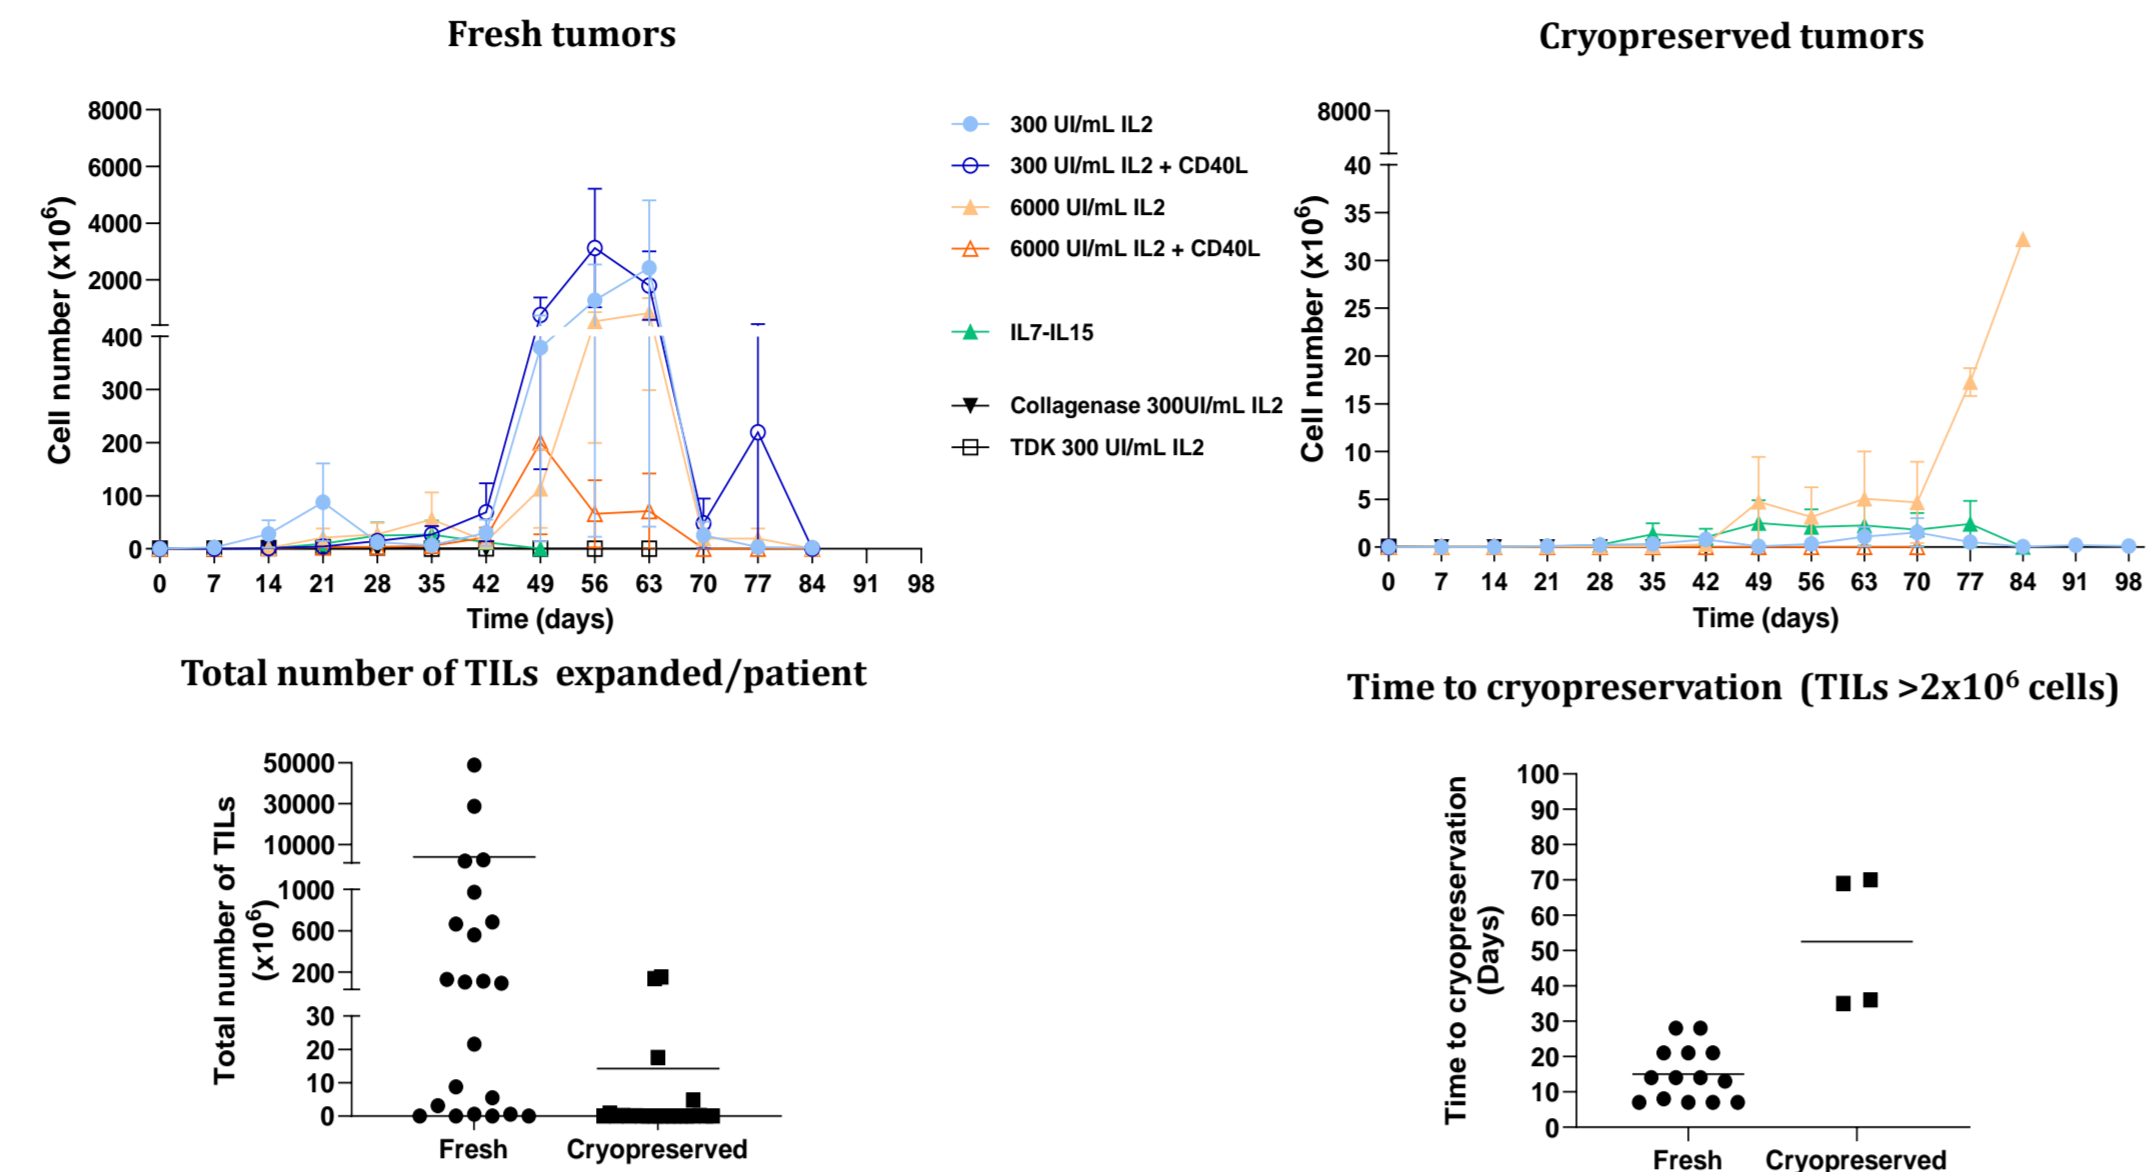 Fresh tumors
Cryopreserved tumors
Cell number (x10⁶)
8000
6000
4000
2000
400
300
200
100
0
0 7 14 21 28 35 42 49 56 63 70 77 84 91 98
Time (days)
300 UI/mL IL2
300 UI/mL IL2 + CD40L
6000 UI/mL IL2
6000 UI/mL IL2 + CD40L
IL7-IL15
Collagenase 300UI/mL IL2
TDK 300 UI/mL IL2
Cell number (x10⁶)
8000
40
35
30
25
20
15
10
5
0
0 7 14 21 28 35 42 49 56 63 70 77 84 91 98
Time (days)
Total number of TILs expanded/patient
Total number of TILs
(x10⁶)
50000
30000
10000
1000
600
200
30
20
10
0
Fresh Cryopreserved
Time to cryopreservation (TILs >2x10⁶ cells)
Time to cryopreservation
(Days)
100
90
80
70
60
50
40
30
20
10
0
Fresh Cryopreserved